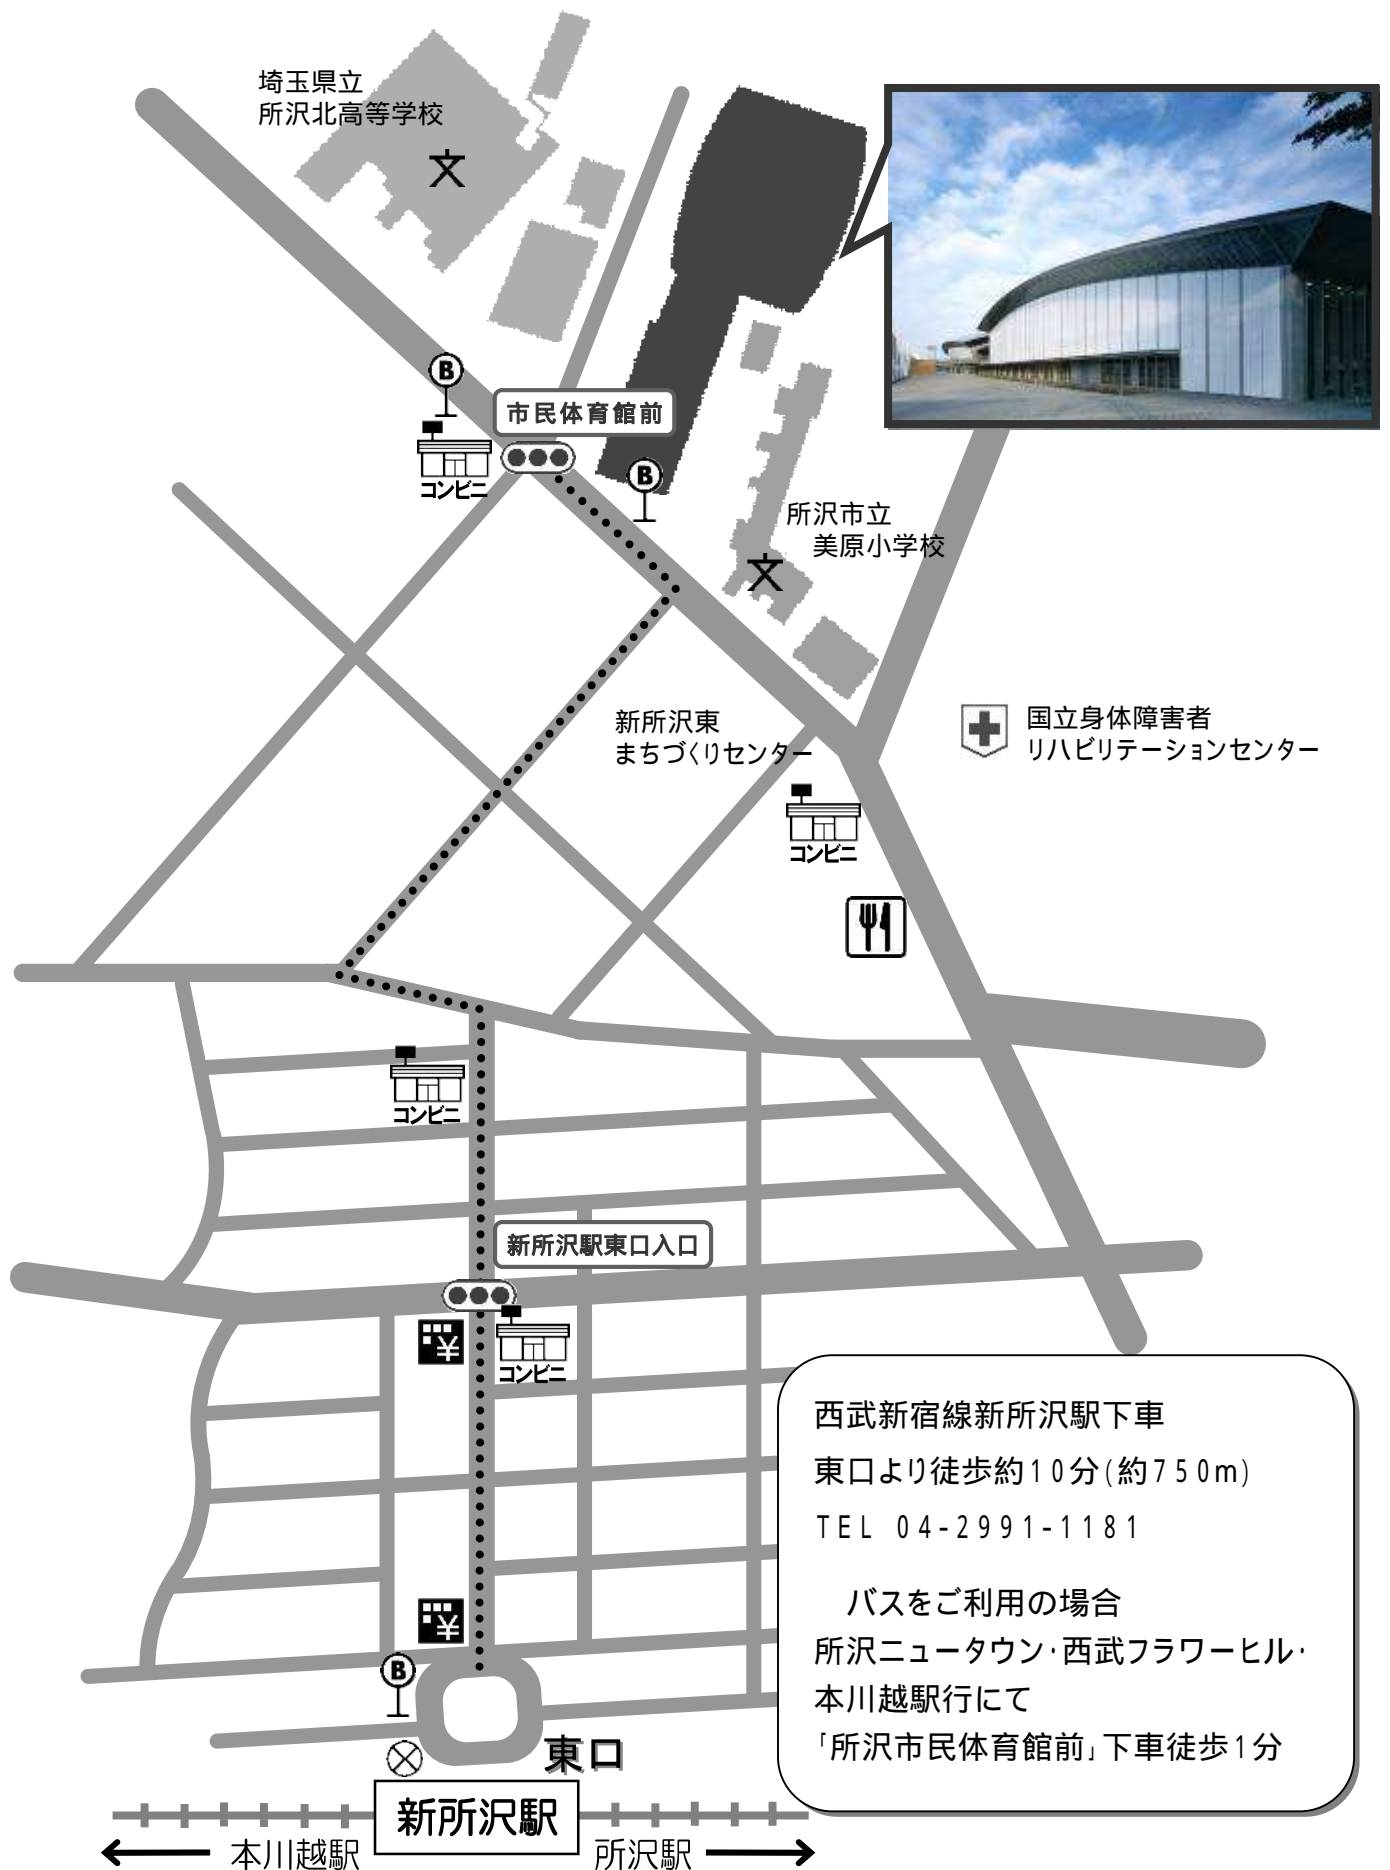 埼玉県立
所沢北高等学校
文
B
市民体育館前
コンビニ
B
所沢市立
美原小学校
文
新所沢東
まちづくりセンター
国立身体障害者
リハビリテーションセンター
コンビニ
コンビニ
新所沢駅東口入口
¥
コンビニ
西武新宿線新所沢駅下車
東口より徒歩約10分(約750m)
TEL 04-2991-1181
バスをご利用の場合
所沢ニュータウン・西武フラワーヒル・
本川越駅行にて
「所沢市民体育館前」下車徒歩1分
¥
B
東口
新所沢駅
本川越駅
所沢駅